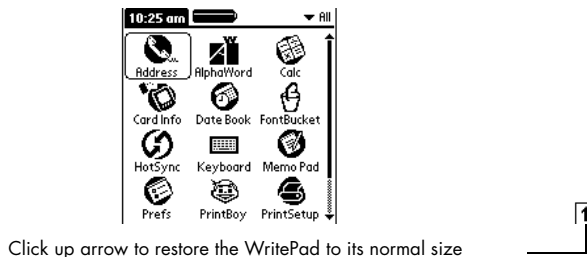 10:25 am All
Address AlphaWord Calc
Card Info Date Book FontBucket
HotSync Keyboard Memo Pad
Prefs PrintBoy PrintSetup
Click up arrow to restore the WritePad to its normal size
1